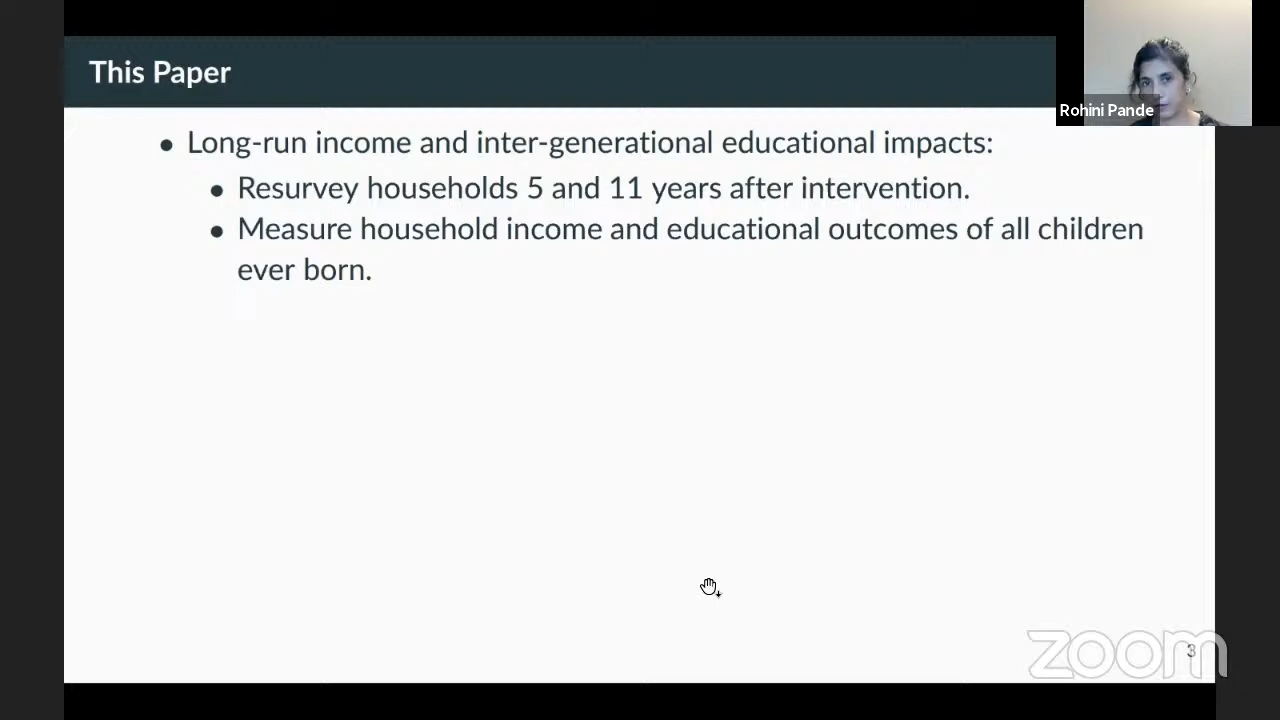 This Paper
Rohini Pande
• Long-run income and inter-generational educational impacts:
• Resurvey households 5 and 11 years after intervention.
• Measure household income and educational outcomes of all children
ever born.
zoom
3